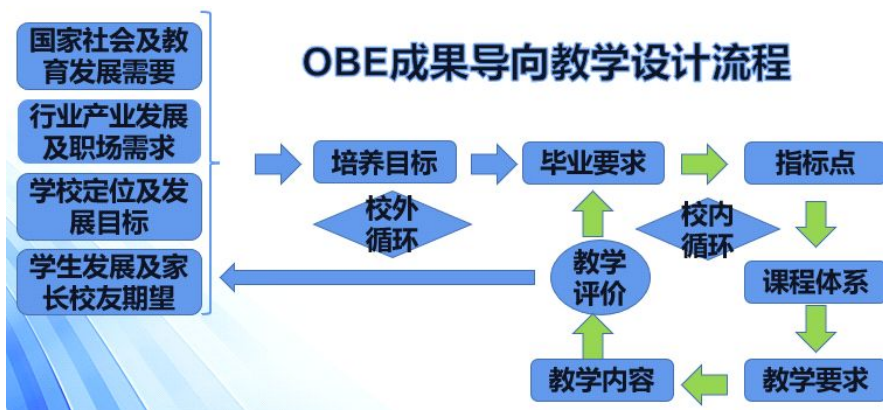 OBE成果导向教学设计流程
国家社会及教
育发展需要
行业产业发展
及职场需求
学校定位及发
展目标
学生发展及家
长校友期望
培养目标
毕业要求
指标点
校外
循环
校内
循环
教学
评价
课程体系
教学内容
教学要求